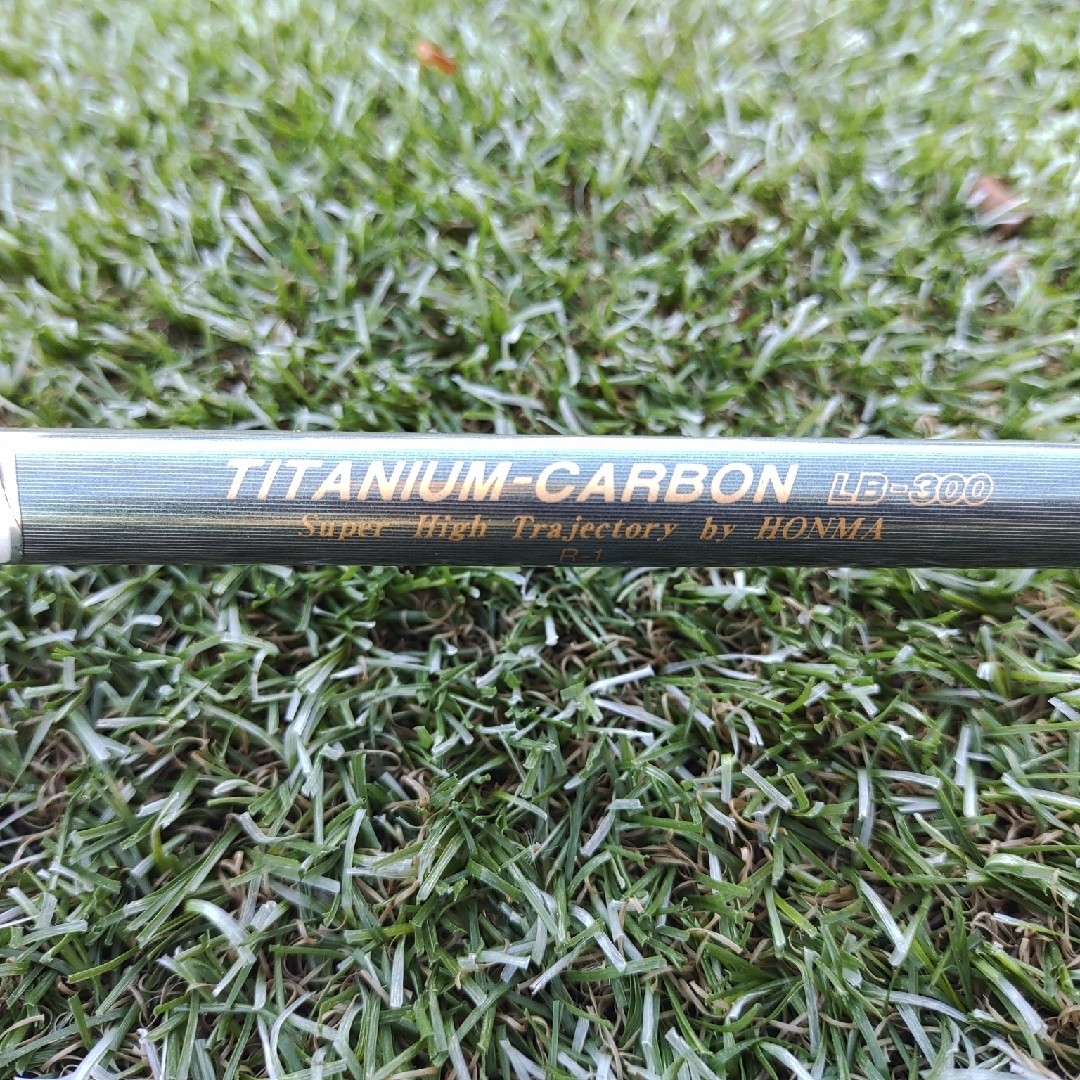 TITANIUM-CARBON LB-300
Super High Trajectory by HONMA
R-1